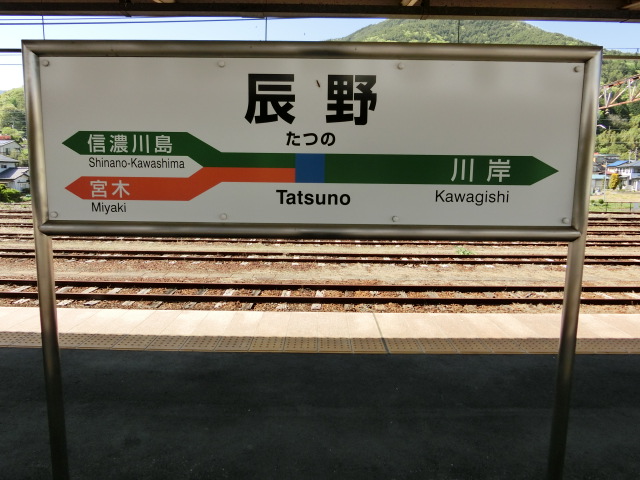 辰野
たつの
信濃川島
Shinano-Kawashima
宮木
Miyaki
Tatsuno
川岸
Kawagishi